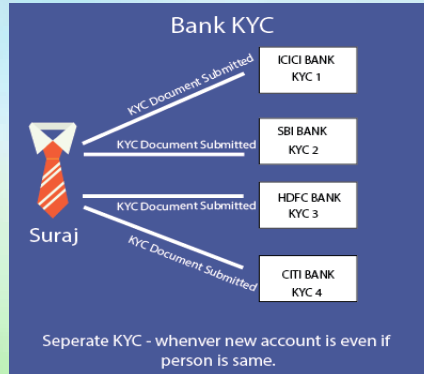 Bank KYC
KYC Document Submitted
ICICI BANK
KYC 1
KYC Document Submitted
SBI BANK
KYC 2
KYC Document Submitted
HDFC BANK
KYC 3
Suraj
KYC Document Submitted
CITI BANK
KYC 4
Seperate KYC - whenver new account is even if
person is same.